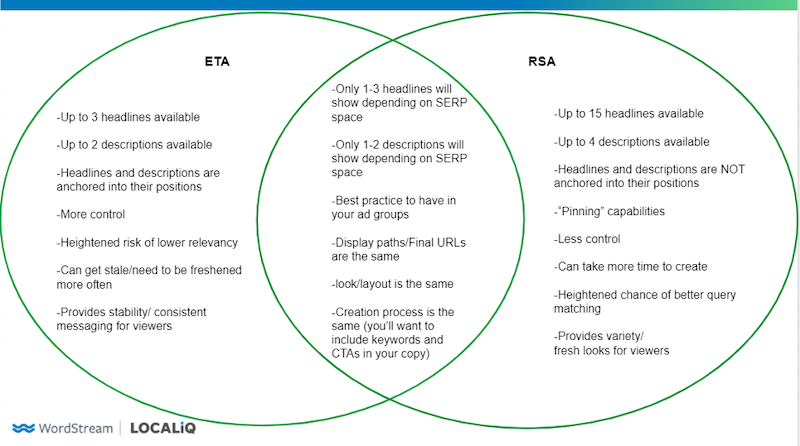 ETA
-Up to 3 headlines available
-Up to 2 descriptions available
-Headlines and descriptions are
anchored into their positions
-More control
-Heightened risk of lower relevancy
-Can get stale/need to be freshened
more often
-Provides stability/ consistent
messaging for viewers
-Only 1-3 headlines will
show depending on SERP
space
-Only 1-2 descriptions will
show depending on SERP
space
-Best practice to have in
your ad groups
-Display paths/Final URLs
are the same
-look/layout is the same
-Creation process is the
same (you'll want to
include keywords and
CTAs in your copy)
RSA
-Up to 15 headlines available
-Up to 4 descriptions available
-Headlines and descriptions are NOT
anchored into their positions
-“Pinning” capabilities
-Less control
-Can take more time to create
-Heightened chance of better query
matching
-Provides variety/
fresh looks for viewers
WordStream | LOCALiQ